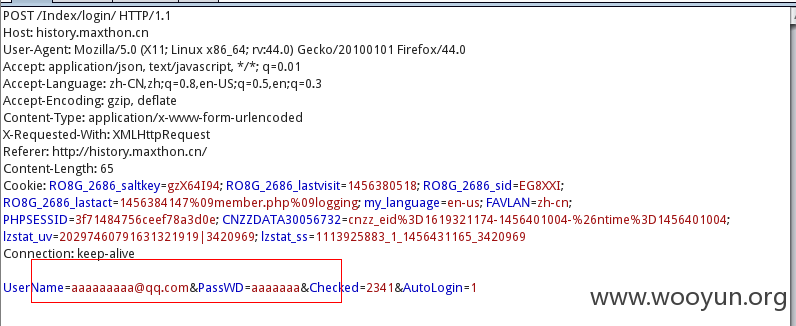 POST /Index/login/ HTTP/1.1
Host: history.maxthon.cn
User-Agent: Mozilla/5.0 (X11; Linux x86_64; rv:44.0) Gecko/20100101 Firefox/44.0
Accept: application/json, text/javascript, */*; q=0.01
Accept-Language: zh-CN,zh;q=0.8,en-US;q=0.5,en;q=0.3
Accept-Encoding: gzip, deflate
Content-Type: application/x-www-form-urlencoded
X-Requested-With: XMLHttpRequest
Referer: http://history.maxthon.cn/
Content-Length: 65
Cookie: RO8G_2686_saltkey=gzX64I94; RO8G_2686_lastvisit=1456380518; RO8G_2686_sid=EG8XXI;
RO8G_2686_lastact=1456384147%09member.php%09logging; my_language=en-us; FAVLAN=zh-cn;
PHPSESSID=3f71484756ceef78a3d0e; CNZZDATA30056732=cnzz_eid%3D1619321174-1456401004-%26ntime%3D1456401004;
lzstat_uv=20297460791631321919|3420969; lzstat_ss=1113925883_1_1456431165_3420969
Connection: keep-alive
UserName=aaaaaaaaa@qq.com&PassWD=aaaaaaa&Checked=2341&AutoLogin=1
www.wooyun.org